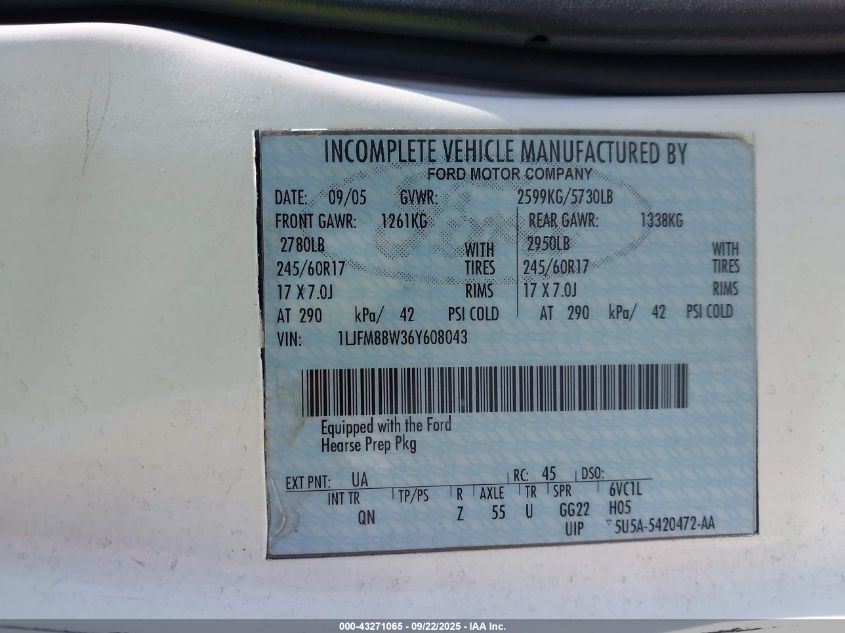 INCOMPLETE VEHICLE MANUFACTURED BY
FORD MOTOR COMPANY
DATE: 09/05 GVWR: 2599KG/5730LB
FRONT GAWR: 1261KG REAR GAWR: 1338KG
2780LB WITH 2950LB WITH
245/60R17 TIRES 245/60R17 TIRES
17 X 7.0J RIMS 17 X 7.0J RIMS
AT 290 kPa/ 42 PSI COLD AT 290 kPa/ 42 PSI COLD
VIN: 1LJFM88W36Y608043
Equipped with the Ford
Hearse Prep Pkg
EXT PNT: UA RC: 45 DSO:
INT TR TP/PS R AXLE TR SPR 6VC1L
QN Z 55 U GG22 H05
UIP 5U5A-5420472-AA
000-43271065 - 09/22/2025 - IAA Inc.